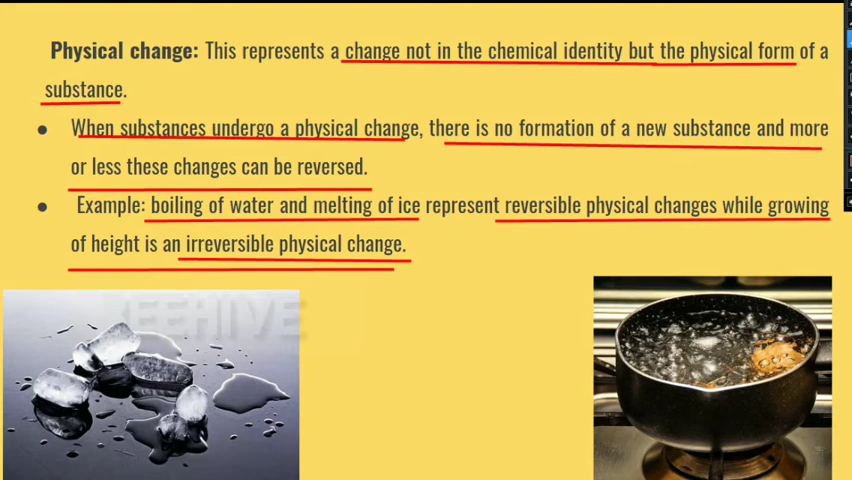 Physical change: This represents a change not in the chemical identity but the physical form of a
substance.
● When substances undergo a physical change, there is no formation of a new substance and more
or less these changes can be reversed.
● Example: boiling of water and melting of ice represent reversible physical changes while growing
of height is an irreversible physical change.
BEEHIVE